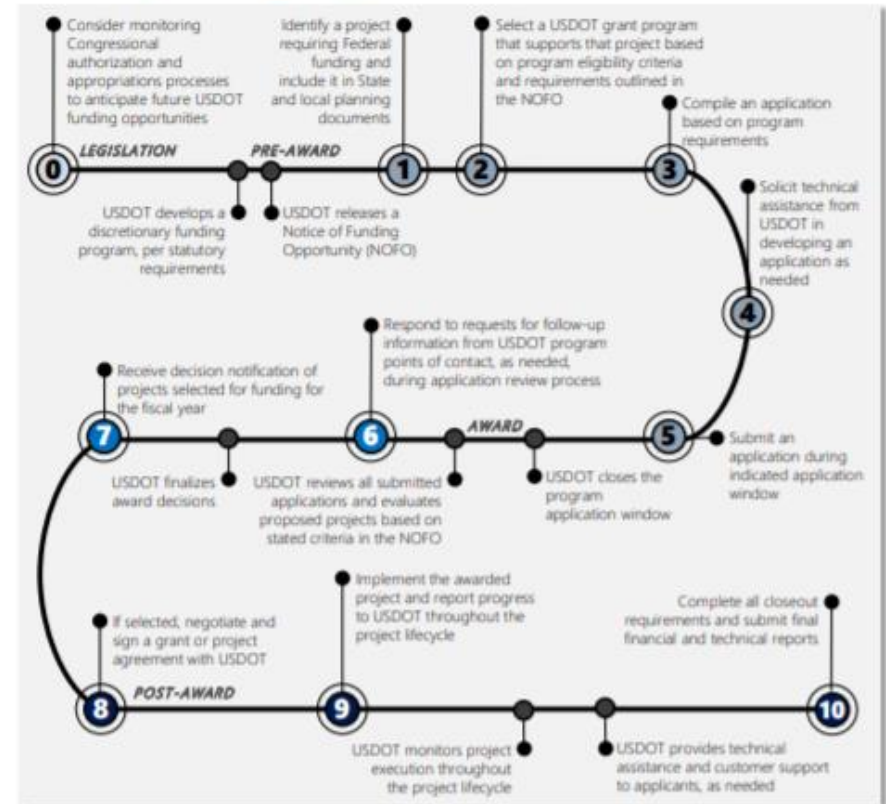 Consider monitoring
Congressional
authorization and
appropriations processes
to anticipate future USDOT
funding opportunities
Identify a project
requiring Federal
funding and
include it in State
and local planning
documents
Select a USDOT grant program
that supports that project based
on program eligibility criteria
and requirements outlined in
the NOFO
Compile an application
based on program
requirements
0
LEGISLATION
PRE-AWARD
1
2
3
USDOT develops a
discretionary funding
program, per statutory
requirements
USDOT releases a
Notice of Funding
Opportunity (NOFO)
Solicit technical
assistance from
USDOT in
developing an
application as
needed
4
Respond to requests for follow-up
information from USDOT program
points of contact, as needed,
during application review process
Receive decision notification of
projects selected for funding for
the fiscal year
7
6
AWARD
5
Submit an
application during
indicated application
window
USDOT finalizes
award decisions
USDOT reviews all submitted
applications and evaluates
proposed projects based on
stated criteria in the NOFO
USDOT closes the
program
application window
If selected, negotiate and
sign a grant or project
agreement with USDOT
Implement the awarded
project and report progress
to USDOT throughout the
project lifecycle
Complete all closeout
requirements and submit final
financial and technical reports
8
POST-AWARD
9
10
USDOT monitors project
execution throughout
the project lifecycle
USDOT provides technical
assistance and customer support
to applicants, as needed